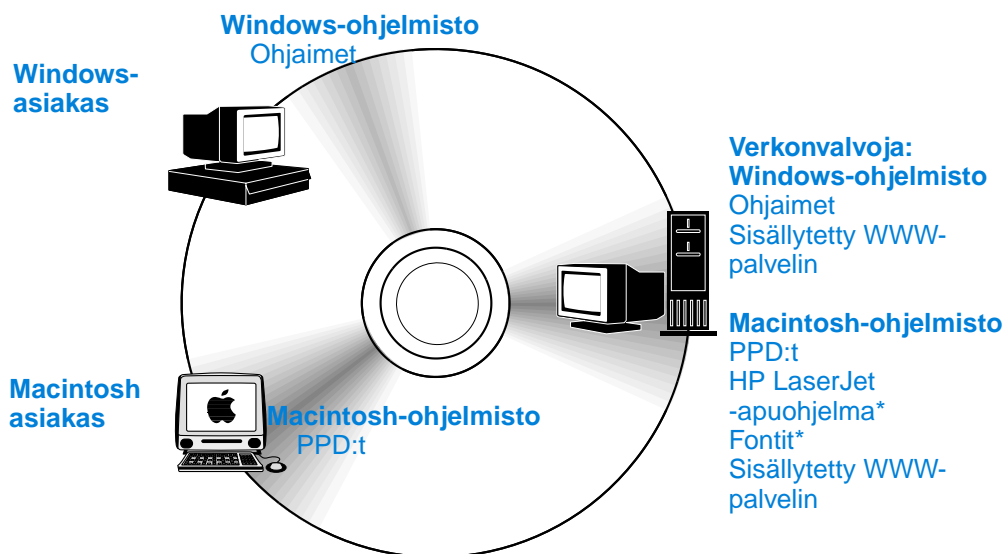 Windows-ohjelmisto
Ohjaimet
Windows-
asiakas
Verkonvalvoja:
Windows-ohjelmisto
Ohjaimet
Sisällytetty WWW-
palvelin
Macintosh-ohjelmisto
PPD:t
HP LaserJet
-apuohjelma*
Fontit*
Sisällytetty WWW-
palvelin
Macintosh
asiakas
Macintosh-ohjelmisto
PPD:t